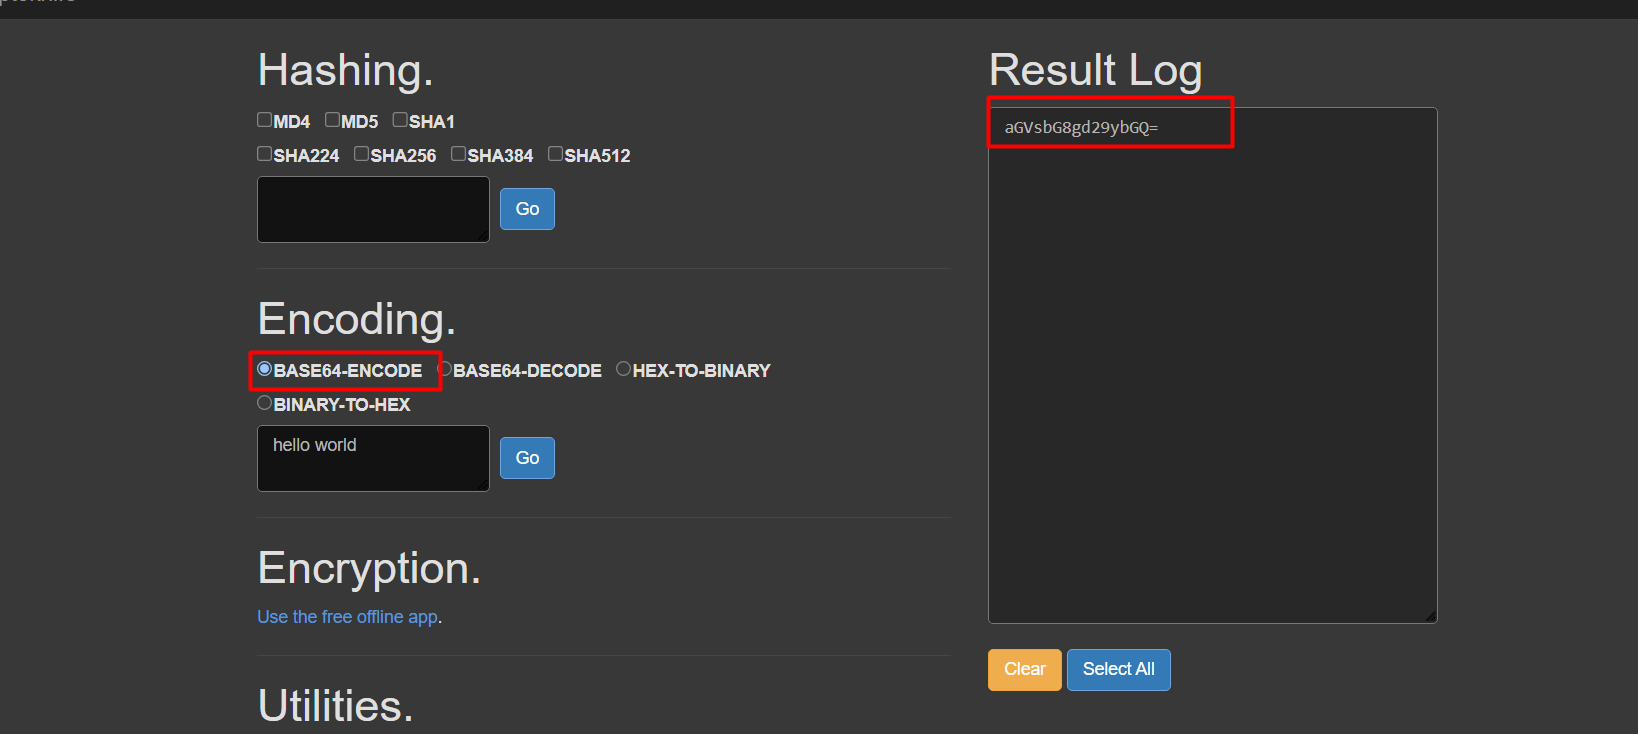 Hashing.
MD4 MD5 SHA1
SHA224 SHA256 SHA384 SHA512
Go
Encoding.
BASE64-ENCODE BASE64-DECODE HEX-TO-BINARY
BINARY-TO-HEX
hello world
Go
Encryption.
Use the free offline app.
Utilities.
Result Log
aGVsbG8gd29ybGQ=
Clear Select All